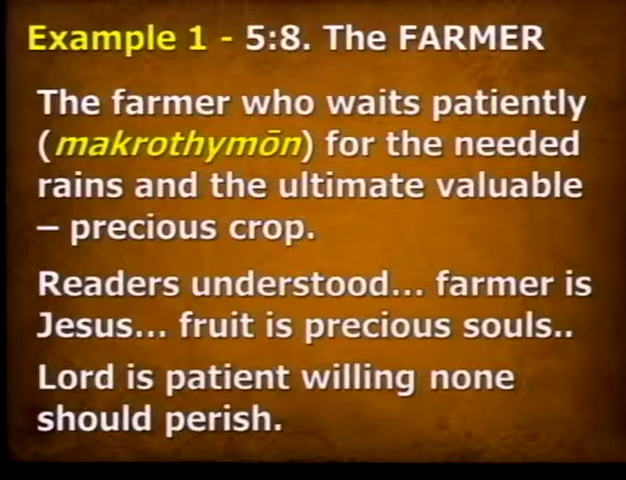 Example 1 - 5:8. The FARMER
The farmer who waits patiently
(makrothymōn) for the needed
rains and the ultimate valuable
– precious crop.
Readers understood... farmer is
Jesus... fruit is precious souls..
Lord is patient willing none
should perish.